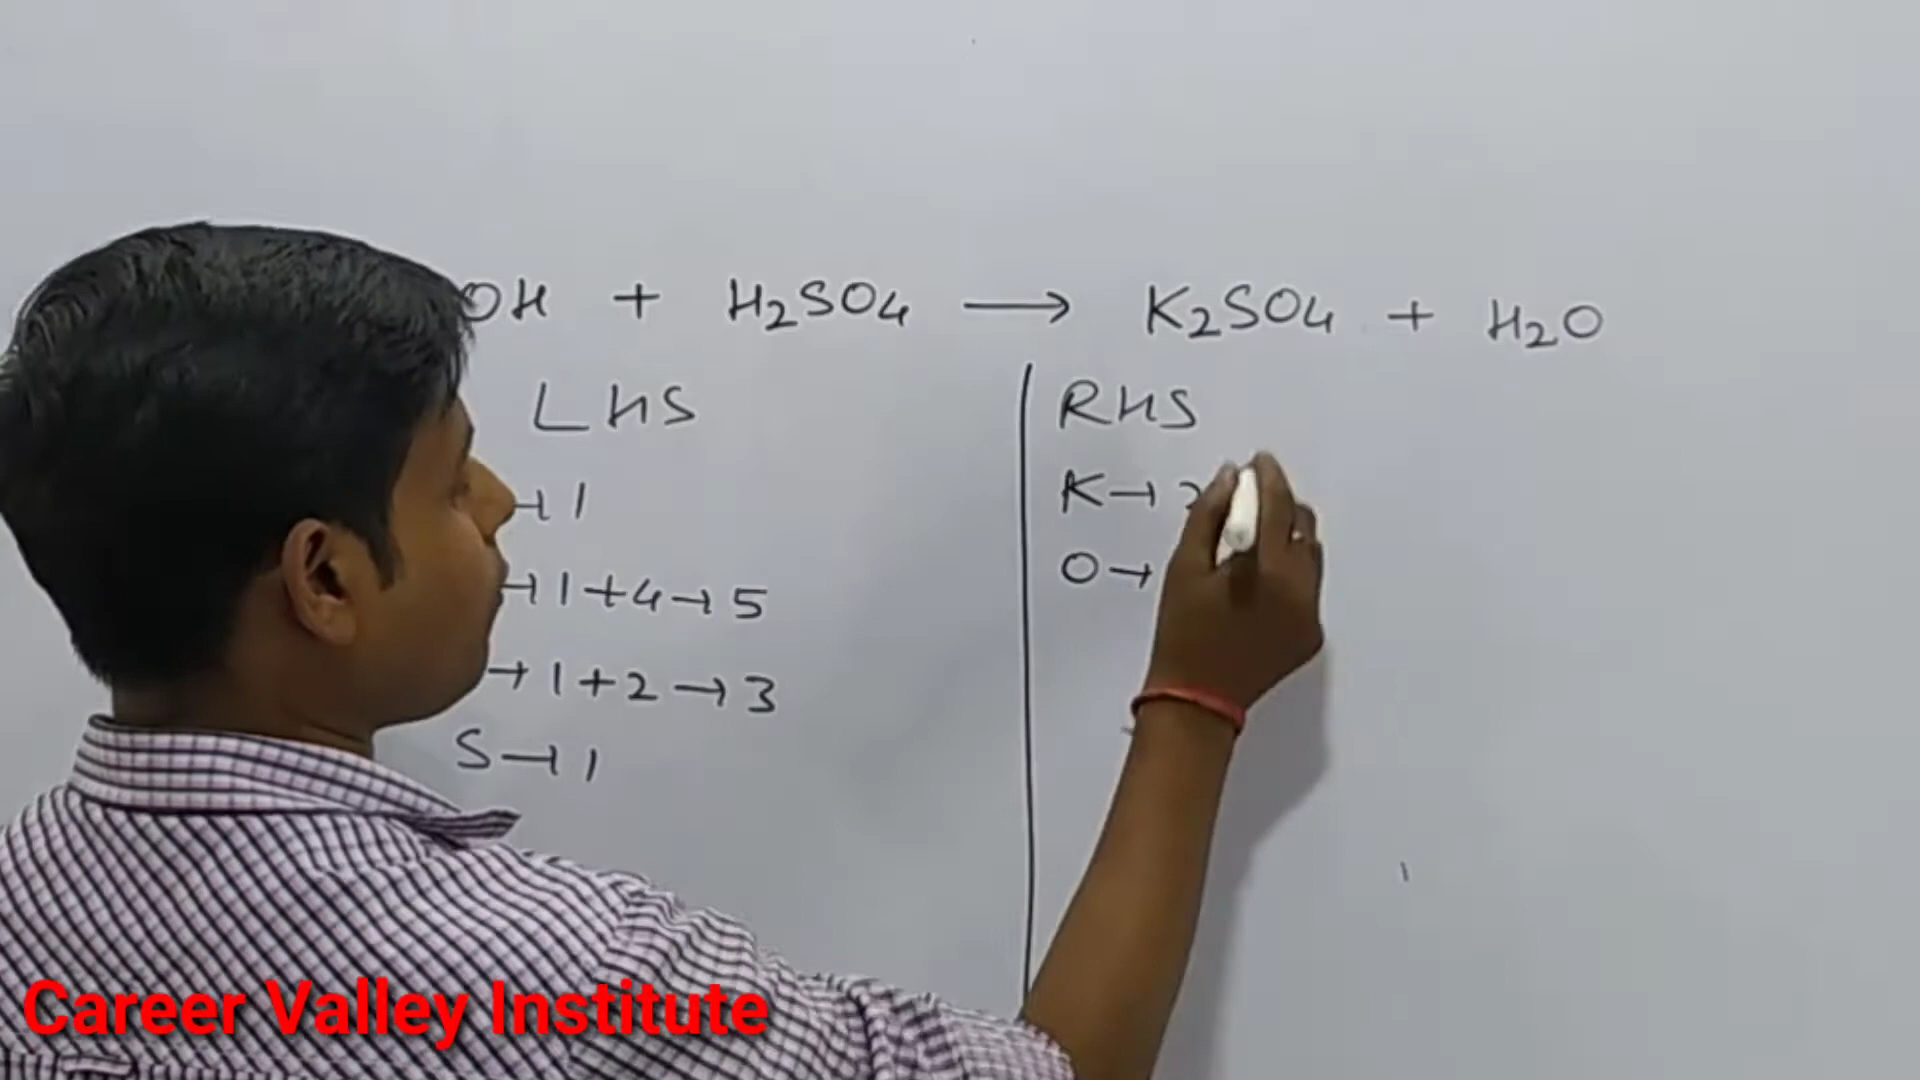 OH + H₂SO₄ → K₂SO₄ + H₂O
LHS
RHS
→ 1
K → 2
→ 1+4 → 5
O →
→ 1+2 → 3
S → 1
Career Valley Institute